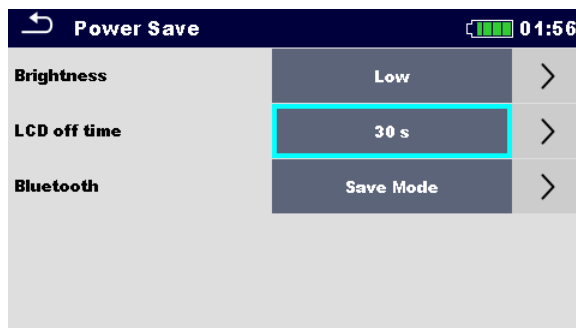 Power Save 01:56
Brightness Low
LCD off time 30 s
Bluetooth Save Mode